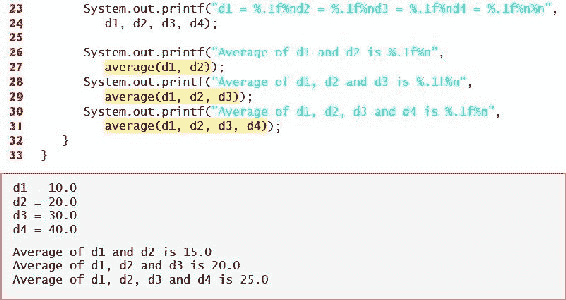 23 System.out.printf("d1 = %.1f%nd2 = %.1f%nd3 = %.1f%nd4 = %.1f%n%n",
24 d1, d2, d3, d4);
25
26 System.out.printf("Average of d1 and d2 is %.1f%n",
27 average(d1, d2));
28 System.out.printf("Average of d1, d2 and d3 is %.1f%n",
29 average(d1, d2, d3));
30 System.out.printf("Average of d1, d2, d3 and d4 is %.1f%n",
31 average(d1, d2, d3, d4));
32 }
33 }
d1 = 10.0
d2 = 20.0
d3 = 30.0
d4 = 40.0
Average of d1 and d2 is 15.0
Average of d1, d2 and d3 is 20.0
Average of d1, d2, d3 and d4 is 25.0